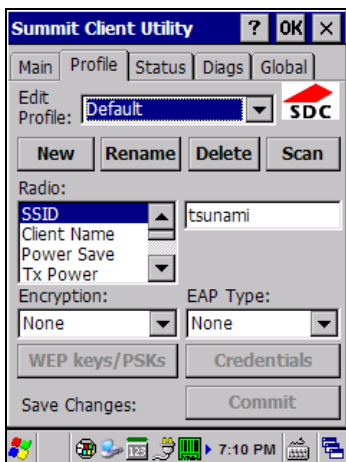 Summit Client Utility ? OK ×
Main Profile Status Diags Global
Edit
Profile: Default
SDC
New Rename Delete Scan
Radio:
SSID tsunami
Client Name
Power Save
Tx Power
Encryption: EAP Type:
None None
WEP keys/PSKs Credentials
Save Changes: Commit
123 7:10 PM